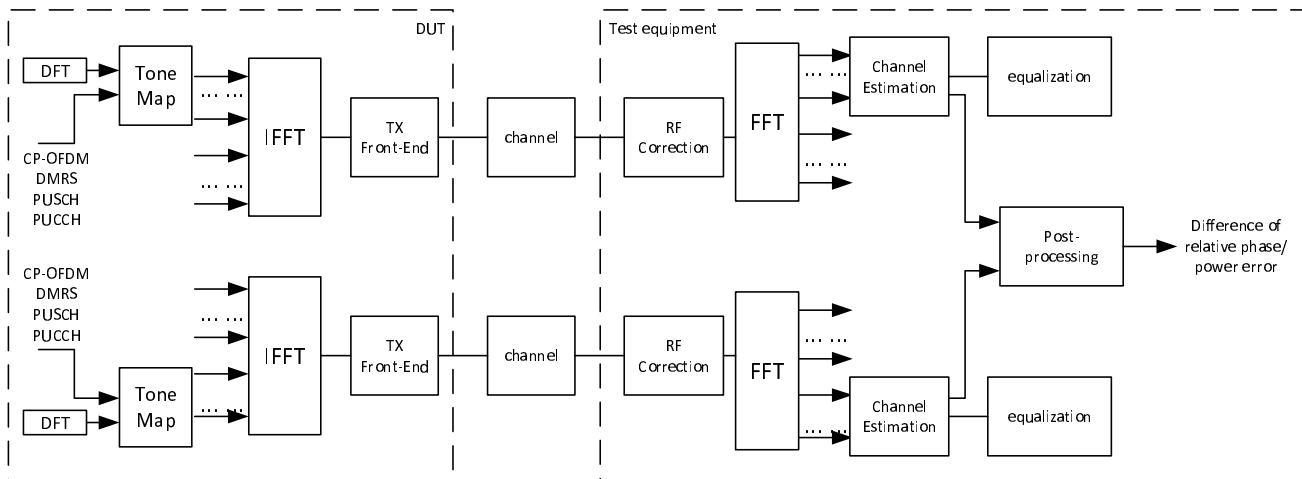 DUT
Test equipment
DFT
Tone
Map
CP-OFDM
DMRS
PUSCH
PUCCH
... ...
... ...
IFFT
TX
Front-End
channel
RF
Correction
FFT
... ...
... ...
Channel
Estimation
equalization
Post-
processing
Difference of
relative phase/
power error
CP-OFDM
DMRS
PUSCH
PUCCH
DFT
Tone
Map
... ...
... ...
IFFT
TX
Front-End
channel
RF
Correction
FFT
... ...
... ...
Channel
Estimation
equalization